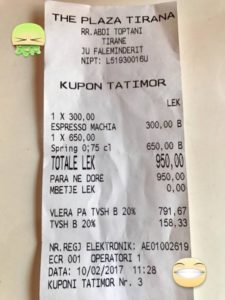 THE PLAZA TIRANA
RR.ABDI TOPTANI
TIRANE
JU FALEMINDERIT
NIPT: L51930016U
KUPON TATIMOR
LEK
1 X 300,00
ESPRESSO MACHIA 300,00 B
1 X 650,00
Spring 0,75 cl 650,00 B
TOTALE LEK 950,00
PARA NE DORE 950,00
MBETJE LEK 0,00
VLERA PA TVSH B 20% 791,67
TVSH B 20% 158,33
NR.REGJ ELEKTRONIK: AE01002619
ECR 001 OPERATORI 1
DATA: 10/02/2017 11:28
KUPONI TATIMOR Nr. 3